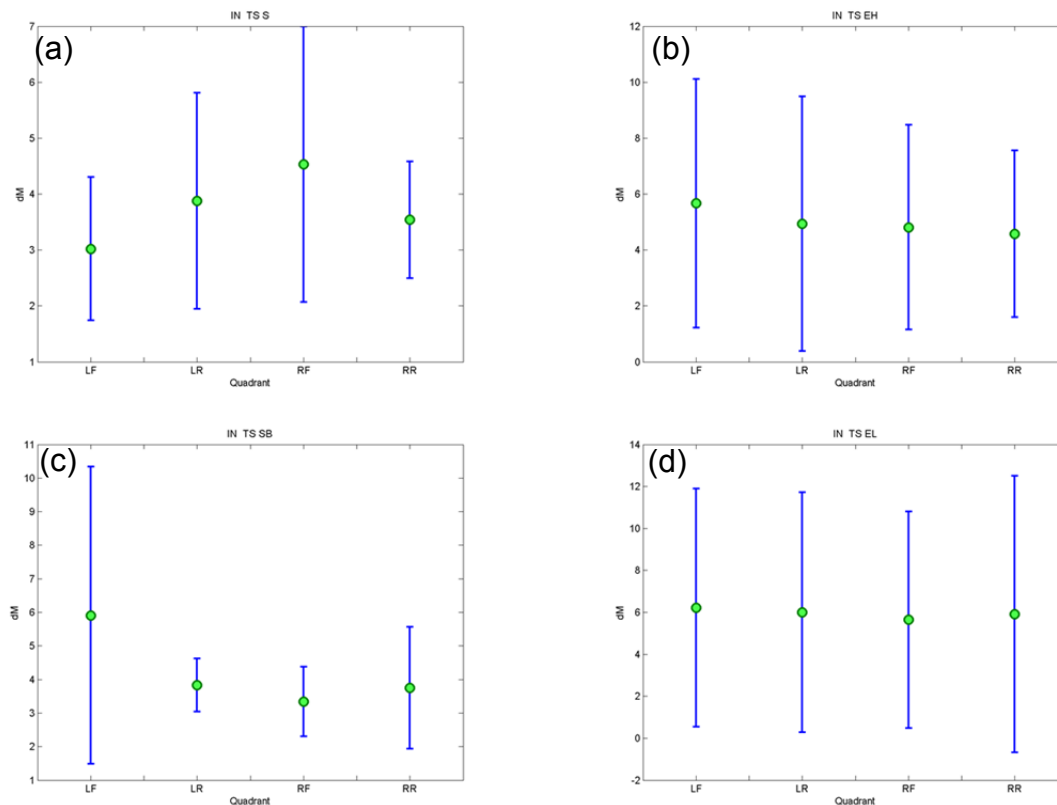 IN TS S
(a)
7
6
5
4
3
2
1
dM
LF LR RF RR
Quadrant
IN TS EH
(b)
12
10
8
6
4
2
0
dM
LF LR RF RR
Quadrant
IN TS SB
(c)
11
10
9
8
7
6
5
4
3
2
1
dM
LF LR RF RR
Quadrant
IN TS EL
(d)
14
12
10
8
6
4
2
0
-2
dM
LF LR RF RR
Quadrant